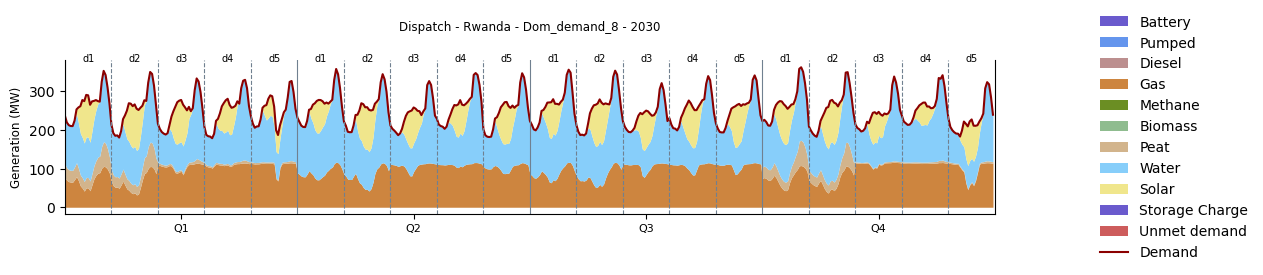 Dispatch - Rwanda - Dom_demand_8 - 2030
d1 d2 d3 d4 d5 d1 d2 d3 d4 d5 d1 d2 d3 d4 d5 d1 d2 d3 d4 d5
Generation (MW)
300
200
100
0
Q1 Q2 Q3 Q4
Battery
Pumped
Diesel
Gas
Methane
Biomass
Peat
Water
Solar
Storage Charge
Unmet demand
Demand